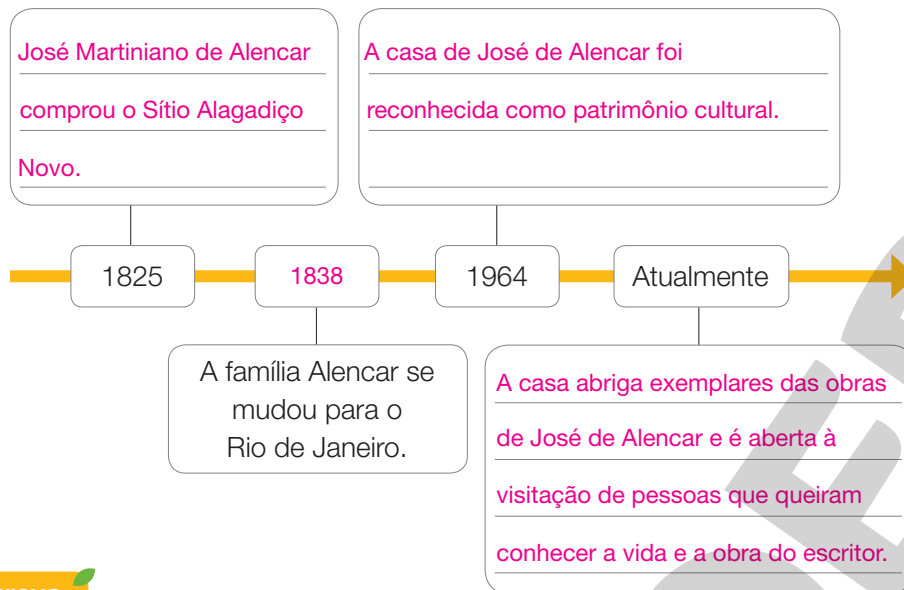 José Martiniano de Alencar
comprou o Sítio Alagadiço
Novo.
A casa de José de Alencar foi
reconhecida como patrimônio cultural.
1825
1838
1964
Atualmente
A família Alencar se
mudou para o
Rio de Janeiro.
A casa abriga exemplares das obras
de José de Alencar e é aberta à
visitação de pessoas que queiram
conhecer a vida e a obra do escritor.